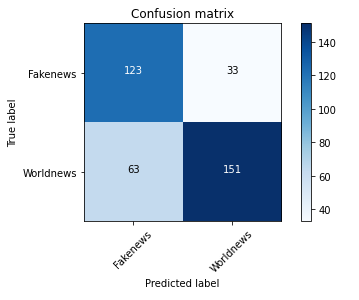 Confusion matrix
True label
Fakenews
123
33
Worldnews
63
151
Fakenews
Worldnews
Predicted label
140
120
100
80
60
40